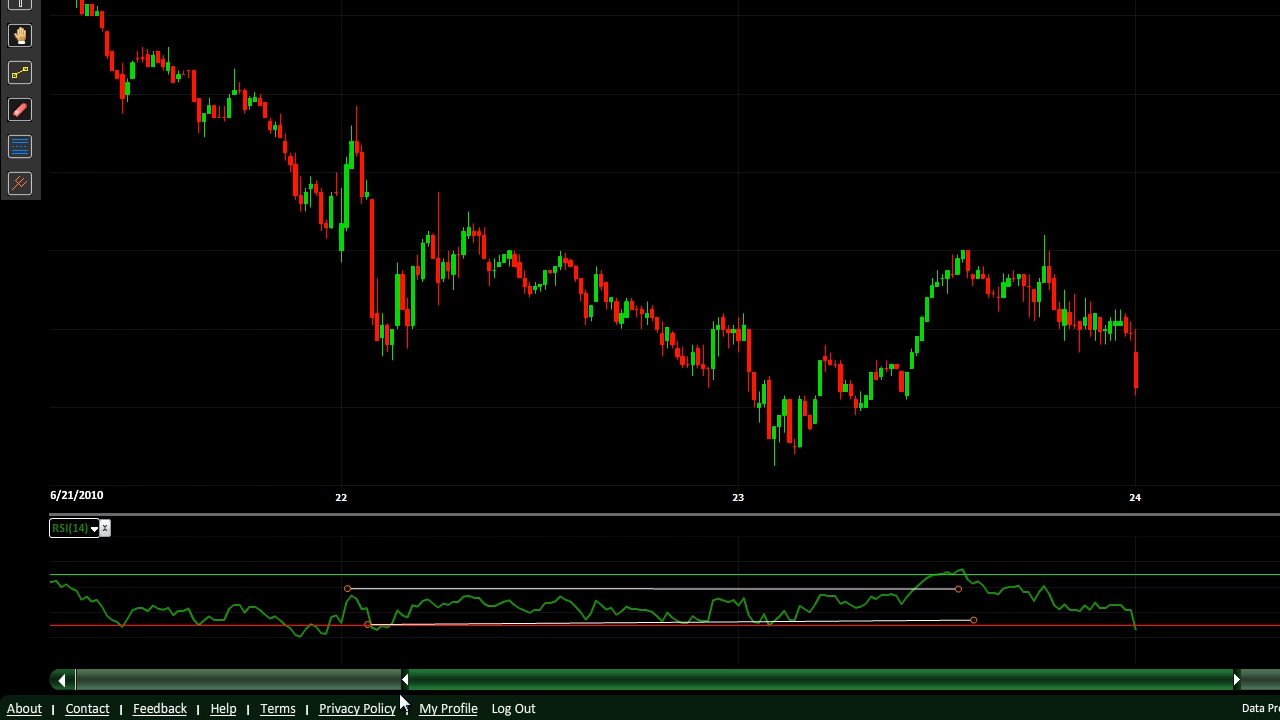 6/21/2010 22 23 24
RSI(14) x
About | Contact | Feedback | Help | Terms | Privacy Policy | My Profile Log Out Data Pr